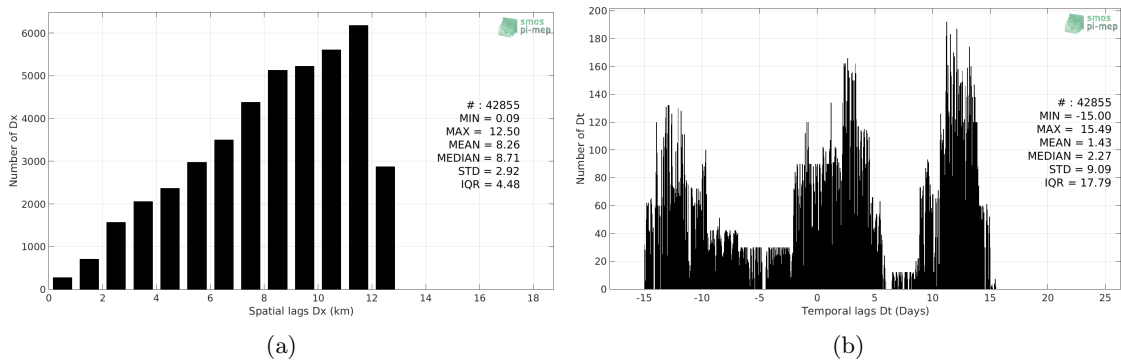 smos
pi-mep
6000
5000
4000
3000
2000
1000
0
Number of Dx
# : 42855
MIN = 0.09
MAX = 12.50
MEAN = 8.26
MEDIAN = 8.71
STD = 2.92
IQR = 4.48
0 2 4 6 8 10 12 14 16 18
Spatial lags Dx (km)
(a)
smos
pi-mep
200
180
160
140
120
100
80
60
40
20
0
Number of Dt
# : 42855
MIN = -15.00
MAX = 15.49
MEAN = 1.43
MEDIAN = 2.27
STD = 9.09
IQR = 17.79
-15 -10 -5 0 5 10 15 20 25
Temporal lags Dt (Days)
(b)